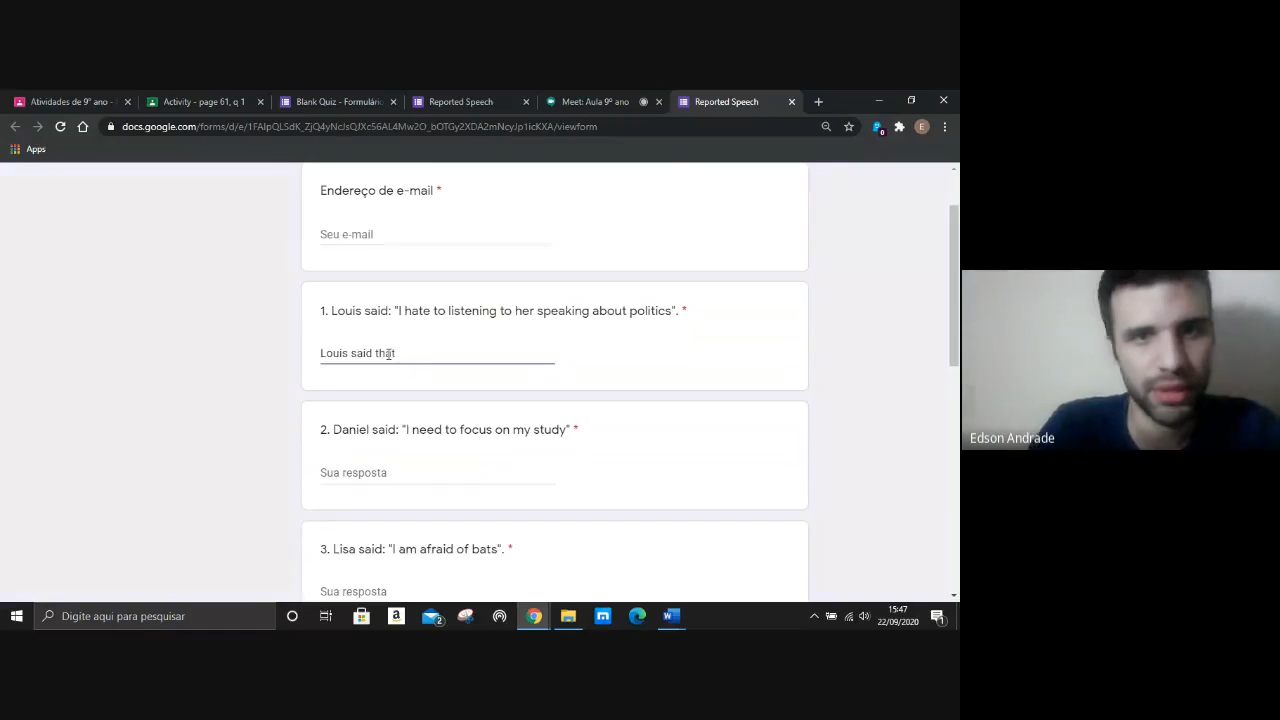 Atividades de 9° ano -
Activity - page 61, q 1
Blank Quiz - Formulário
Reported Speech
Meet: Aula 9º ano
Reported Speech
Apps
Endereço de e-mail *
Seu e-mail
1. Louis said: "I hate to listening to her speaking about politics". *
Louis said that
2. Daniel said: "I need to focus on my study" *
Sua resposta
3. Lisa said: "I am afraid of bats". *
Sua resposta
Edson Andrade
Digite aqui para pesquisar
2
15:47
22/09/2020
1